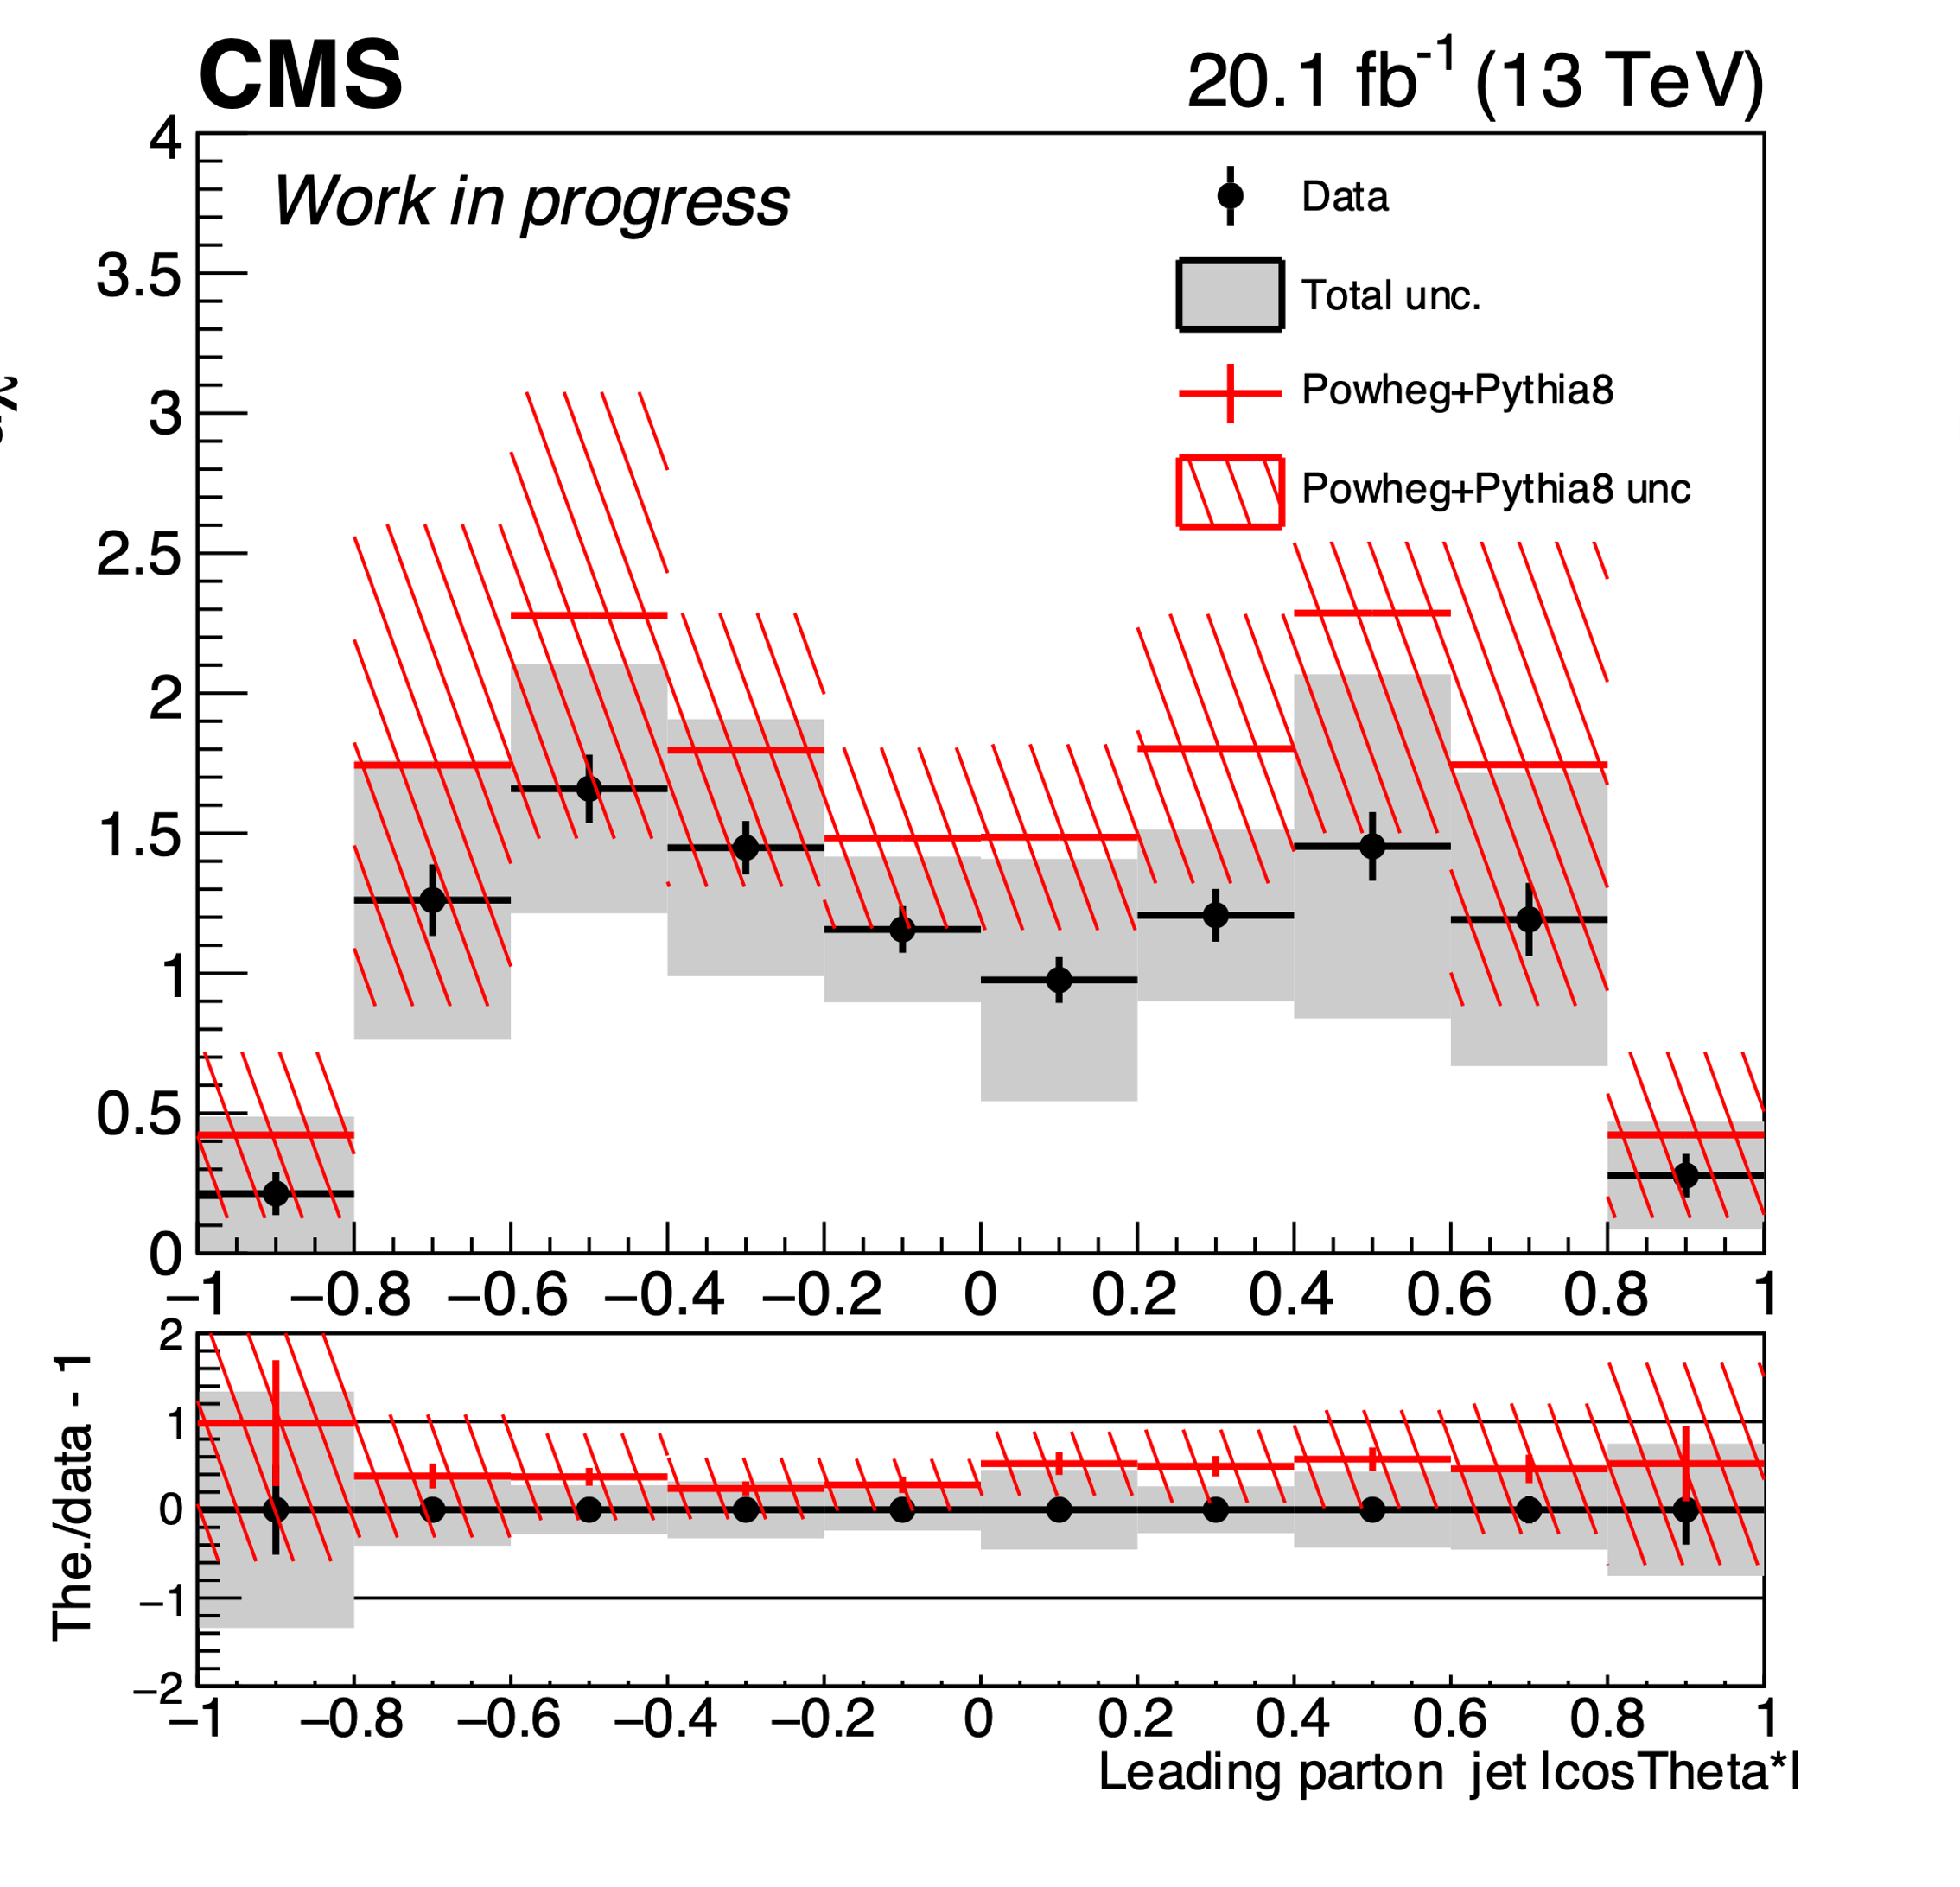 CMS
20.1 fb-1 (13 TeV)
Work in progress
Data
Total unc.
Powheg+Pythia8
Powheg+Pythia8 unc
4
3.5
3
2.5
2
1.5
1
0.5
0
−1 −0.8 −0.6 −0.4 −0.2 0 0.2 0.4 0.6 0.8 1
The./data - 1
2
1
0
−1
−2
−1 −0.8 −0.6 −0.4 −0.2 0 0.2 0.4 0.6 0.8 1
Leading parton jet |cosTheta*|